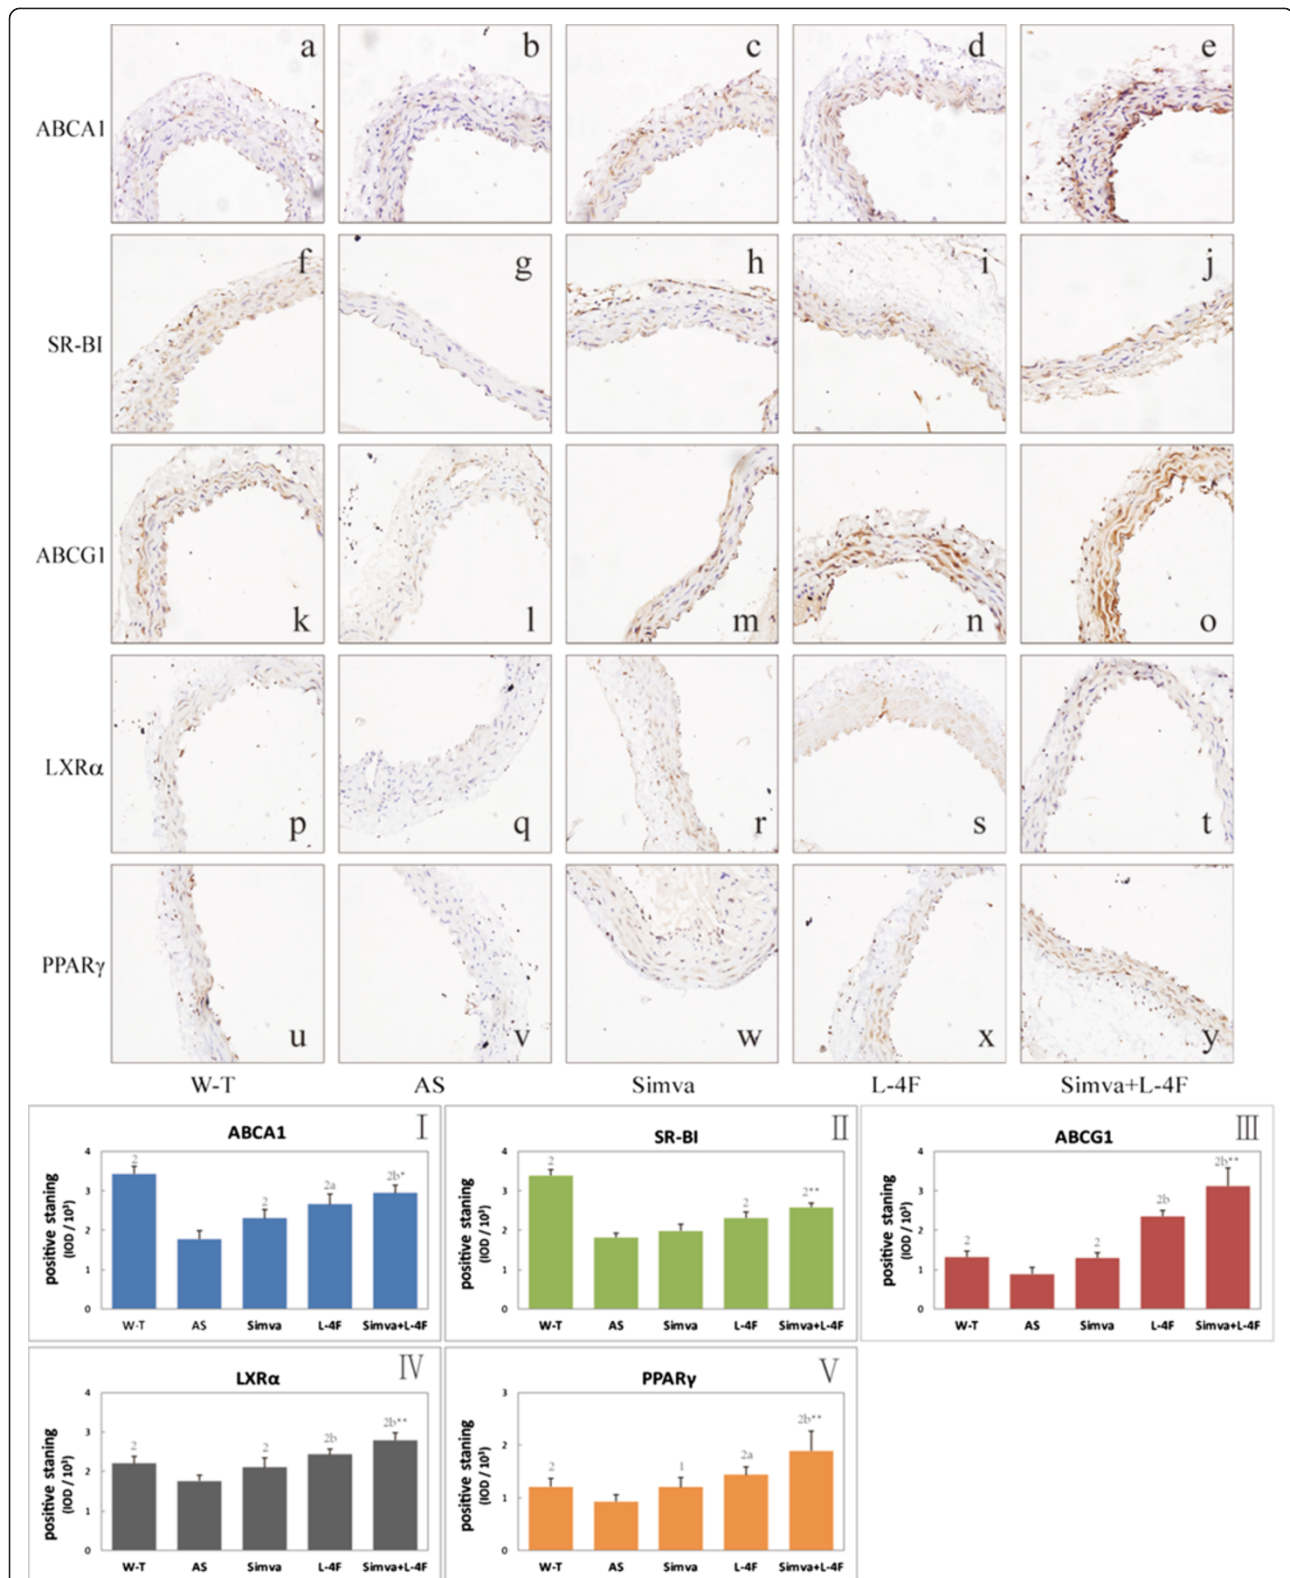 a b c d e
ABCA1
f g h i j
SR-BI
k l m n o
ABCG1
p q r s t
LXRα
u v w x y
PPARγ
W-T AS Simva L-4F Simva+L-4F
ABCA1 I
positive staning
(IOD / 10³)
4
3
2
1
0
2 2 2a 2b*
W-T AS Simva L-4F Simva+L-4F
SR-BI II
positive staning
(IOD / 10³)
4
3
2
1
0
2 2 2**
W-T AS Simva L-4F Simva+L-4F
ABCG1 III
positive staning
(IOD / 10³)
4
3
2
1
0
2 2 2b 2b**
W-T AS Simva L-4F Simva+L-4F
LXRα IV
positive staning
(IOD / 10³)
4
3
2
1
0
2 2 2b 2b**
W-T AS Simva L-4F Simva+L-4F
PPARγ V
positive staning
(IOD / 10³)
3
2
1
0
2 1 2a 2b**
W-T AS Simva L-4F Simva+L-4F